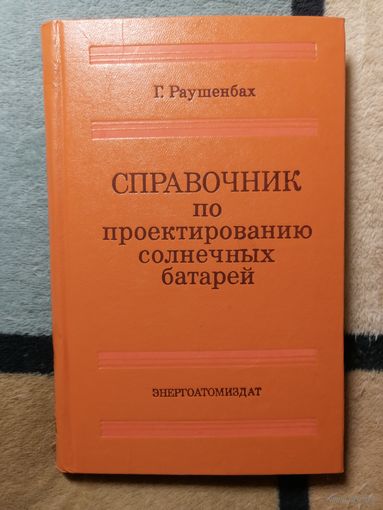 Г. Раушенбах
СПРАВОЧНИК
по
проектированию
солнечных
батарей
ЭНЕРГОАТОМИЗДАТ